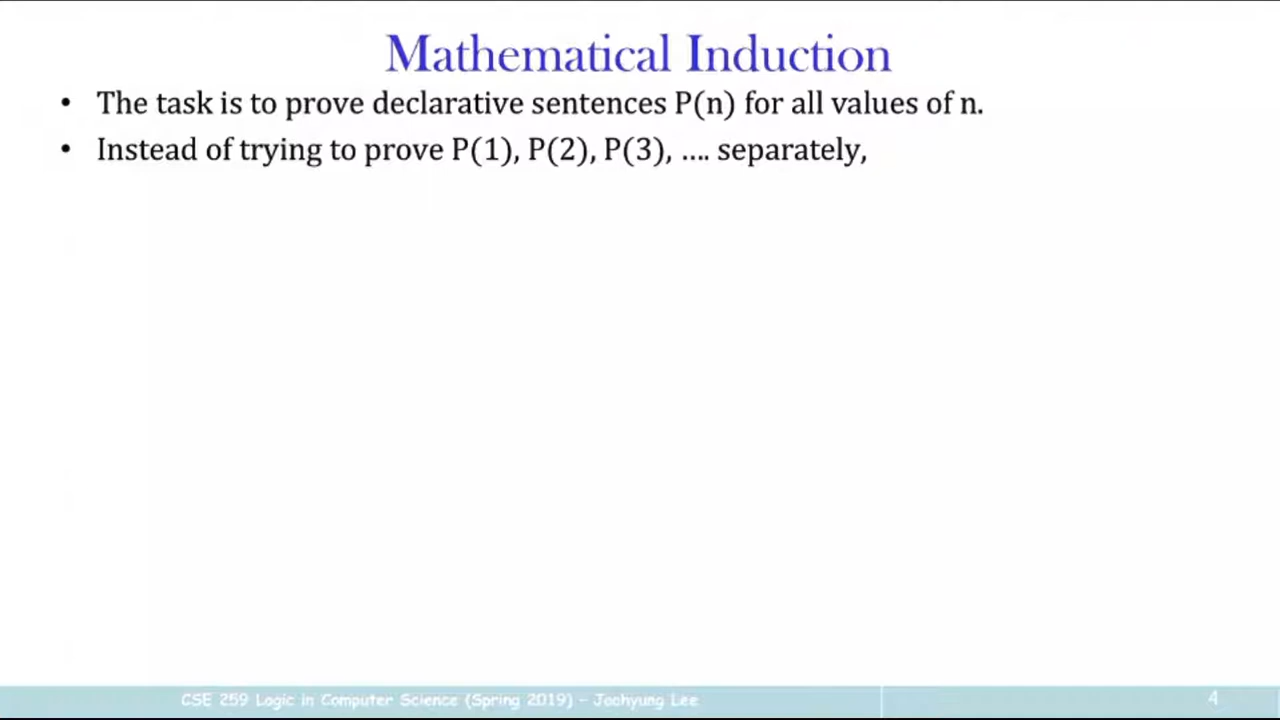 Mathematical Induction
• The task is to prove declarative sentences P(n) for all values of n.
• Instead of trying to prove P(1), P(2), P(3), .... separately,
CSE 259 Logic in Computer Science (Spring 2019) – Joohyung Lee
4